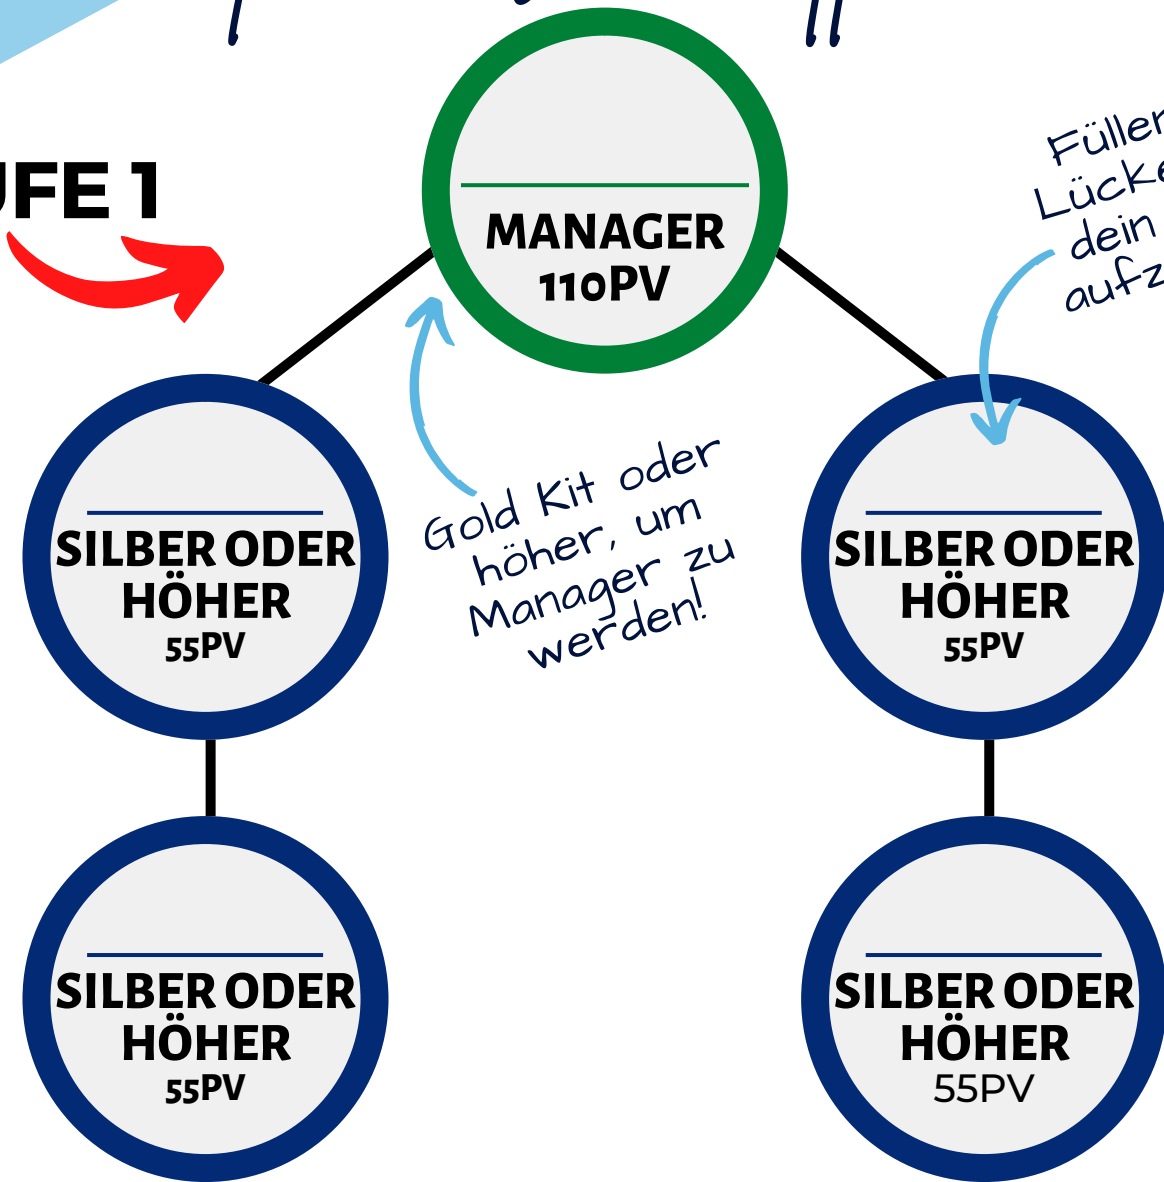 UFE 1
MANAGER
110PV
Füller
Lücke
dein
aufz
Gold Kit oder
höher, um
Manager zu
werden!
SILBER ODER
HÖHER
55PV
SILBER ODER
HÖHER
55PV
SILBER ODER
HÖHER
55PV
SILBER ODER
HÖHER
55PV